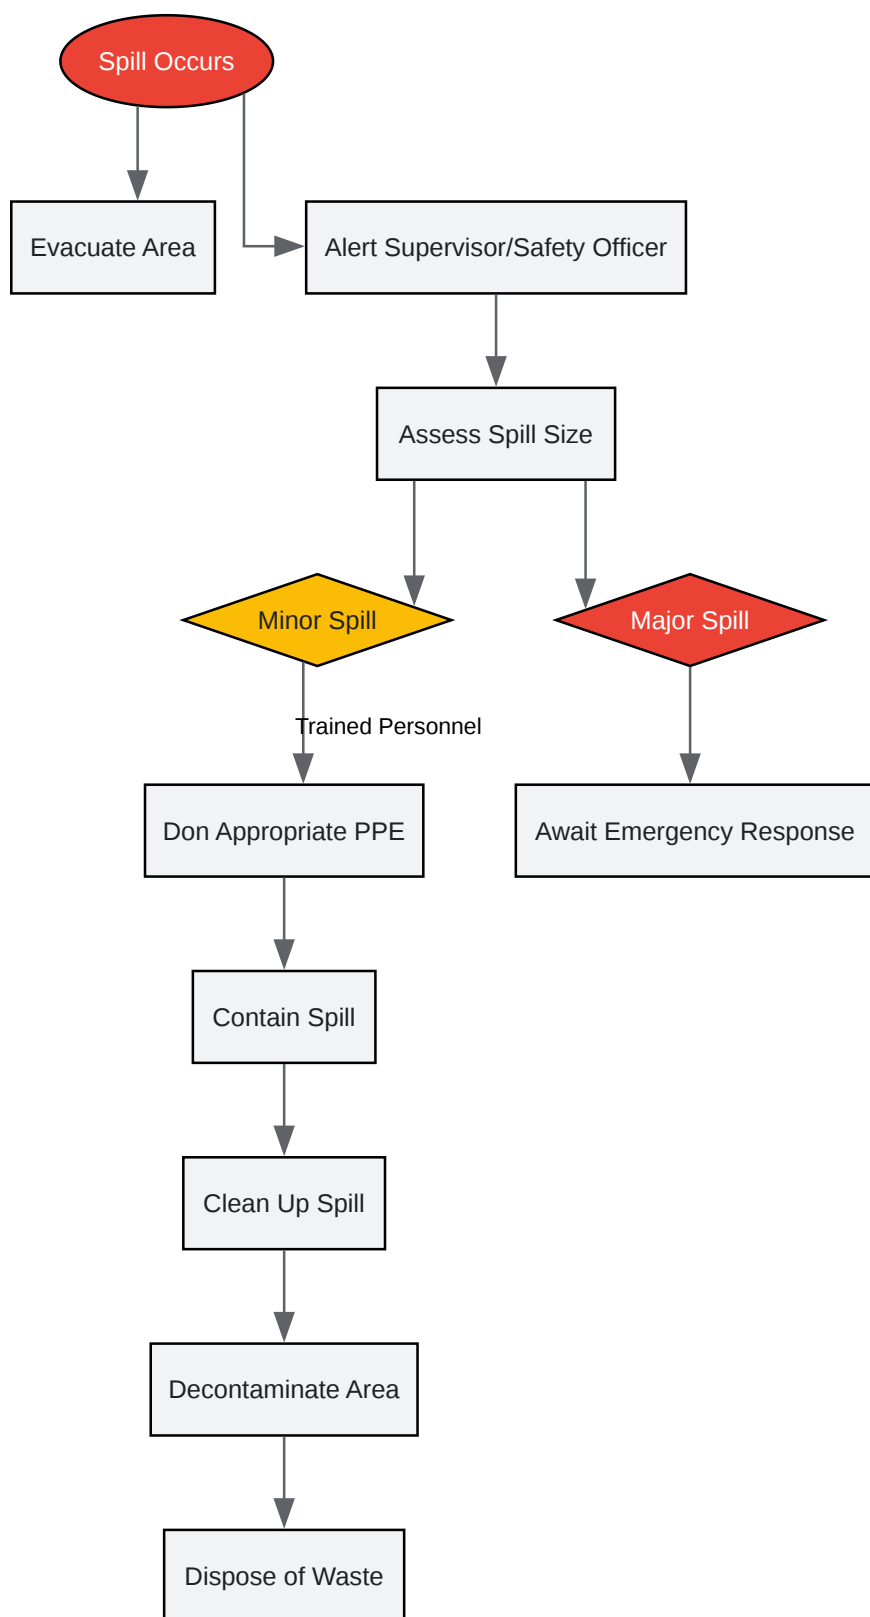 Spill Occurs
Evacuate Area
Alert Supervisor/Safety Officer
Assess Spill Size
Minor Spill
Major Spill
Trained Personnel
Don Appropriate PPE
Await Emergency Response
Contain Spill
Clean Up Spill
Decontaminate Area
Dispose of Waste